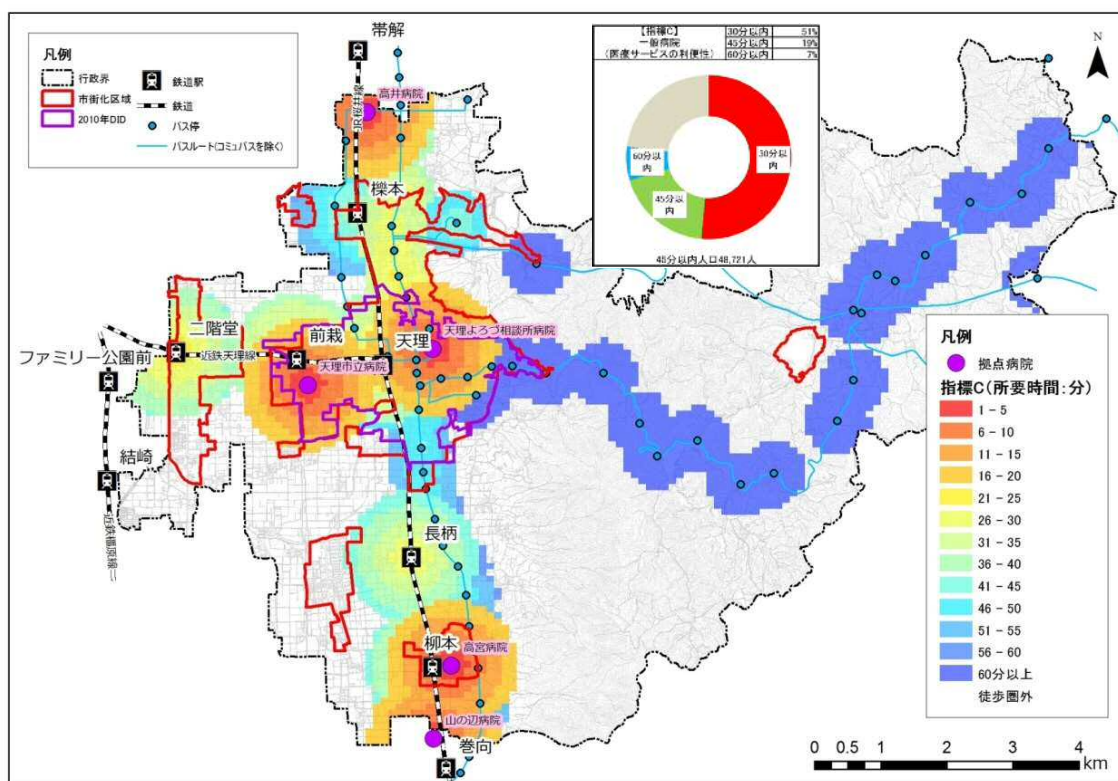 凡例
行政界
市街化区域
2010年DID
鉄道駅
鉄道
バス停
バスルート(コミュバスを除く)
帯解
JR桜井線
高井病院
櫟本
【指標C】
一般病院
(医療サービスの利便性)
30分以内 51%
45分以内 19%
60分以内 7%
60分以内
30分以内
45分以内
45分以内人口48,721人
N
二階堂
前栽
天理
天理よろづ相談所病院
ファミリー公園前
近鉄天理線
天理市立病院
結崎
近鉄橿原線
長柄
柳本
高宮病院
山の辺病院
巻向
凡例
拠点病院
指標C(所要時間:分)
1 - 5
6 - 10
11 - 15
16 - 20
21 - 25
26 - 30
31 - 35
36 - 40
41 - 45
46 - 50
51 - 55
56 - 60
60分以上
徒歩圏外
0 0.5 1 2 3 4
km